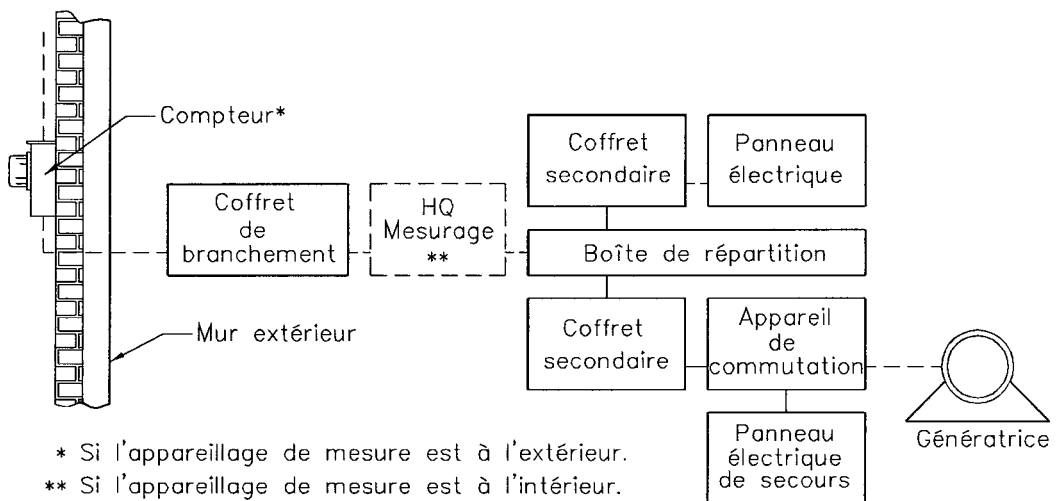 Compteur*
Coffret
de
branchement
HQ
Mesurage
**
Coffret
secondaire
Panneau
électrique
Boîte de répartition
Coffret
secondaire
Appareil
de
commutation
Panneau
électrique
de secours
Génératrice
Mur extérieur
* Si l'appareillage de mesure est à l'extérieur.
** Si l'appareillage de mesure est à l'intérieur.